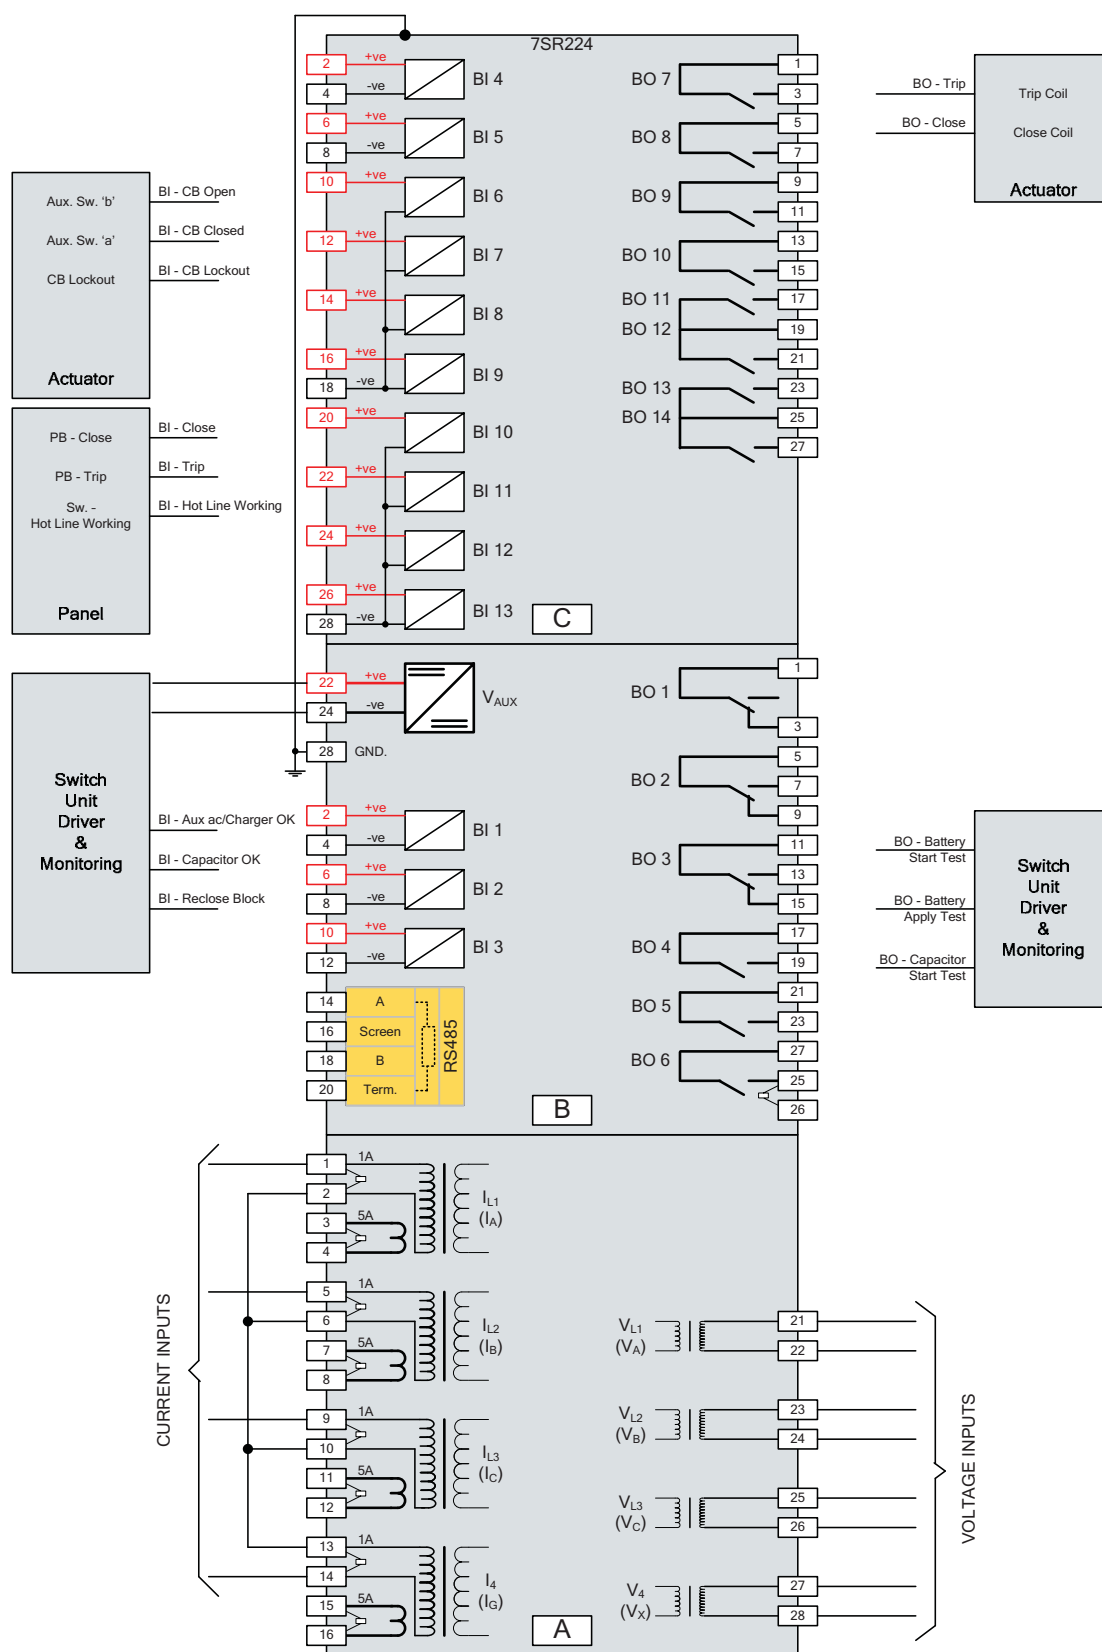 7SR224
2 +ve
4 -ve
BI 4
6 +ve
8 -ve
BI 5
10 +ve
BI 6
12 +ve
BI 7
14 +ve
BI 8
16 +ve
18 -ve
BI 9
20 +ve
BI 10
22 +ve
BI 11
24 +ve
BI 12
26 +ve
28 -ve
BI 13
C
BO 7
1
3
BO 8
5
7
BO 9
9
11
BO 10
13
15
BO 11
17
BO 12
19
21
BO 13
23
BO 14
25
27
BO - Trip
Trip Coil
BO - Close
Close Coil
Actuator
Aux. Sw. ‘b’
BI - CB Open
Aux. Sw. ‘a’
BI - CB Closed
CB Lockout
BI - CB Lockout
Actuator
PB - Close
BI - Close
PB - Trip
BI - Trip
Sw. -
Hot Line Working
BI - Hot Line Working
Panel
22 +ve
24 -ve
VAUX
28 GND.
Switch
Unit
Driver
&
Monitoring
BI - Aux ac/Charger OK
BI - Capacitor OK
BI - Reclose Block
2 +ve
4 -ve
BI 1
6 +ve
8 -ve
BI 2
10 +ve
12 -ve
BI 3
14 A
16 Screen
18 B
20 Term.
RS485
B
BO 1
1
3
BO 2
5
7
9
BO 3
11
13
15
BO 4
17
19
BO 5
21
23
BO 6
27
25
26
BO - Battery
Start Test
BO - Battery
Apply Test
BO - Capacitor
Start Test
Switch
Unit
Driver
&
Monitoring
CURRENT INPUTS
1 1A
2
3 5A
4
IL1
(IA)
5 1A
6
7 5A
8
IL2
(IB)
9 1A
10
11 5A
12
IL3
(IC)
13 1A
14
15 5A
16
I4
(IG)
A
VL1
(VA)
21
22
VL2
(VB)
23
24
VL3
(VC)
25
26
V4
(VX)
27
28
VOLTAGE INPUTS